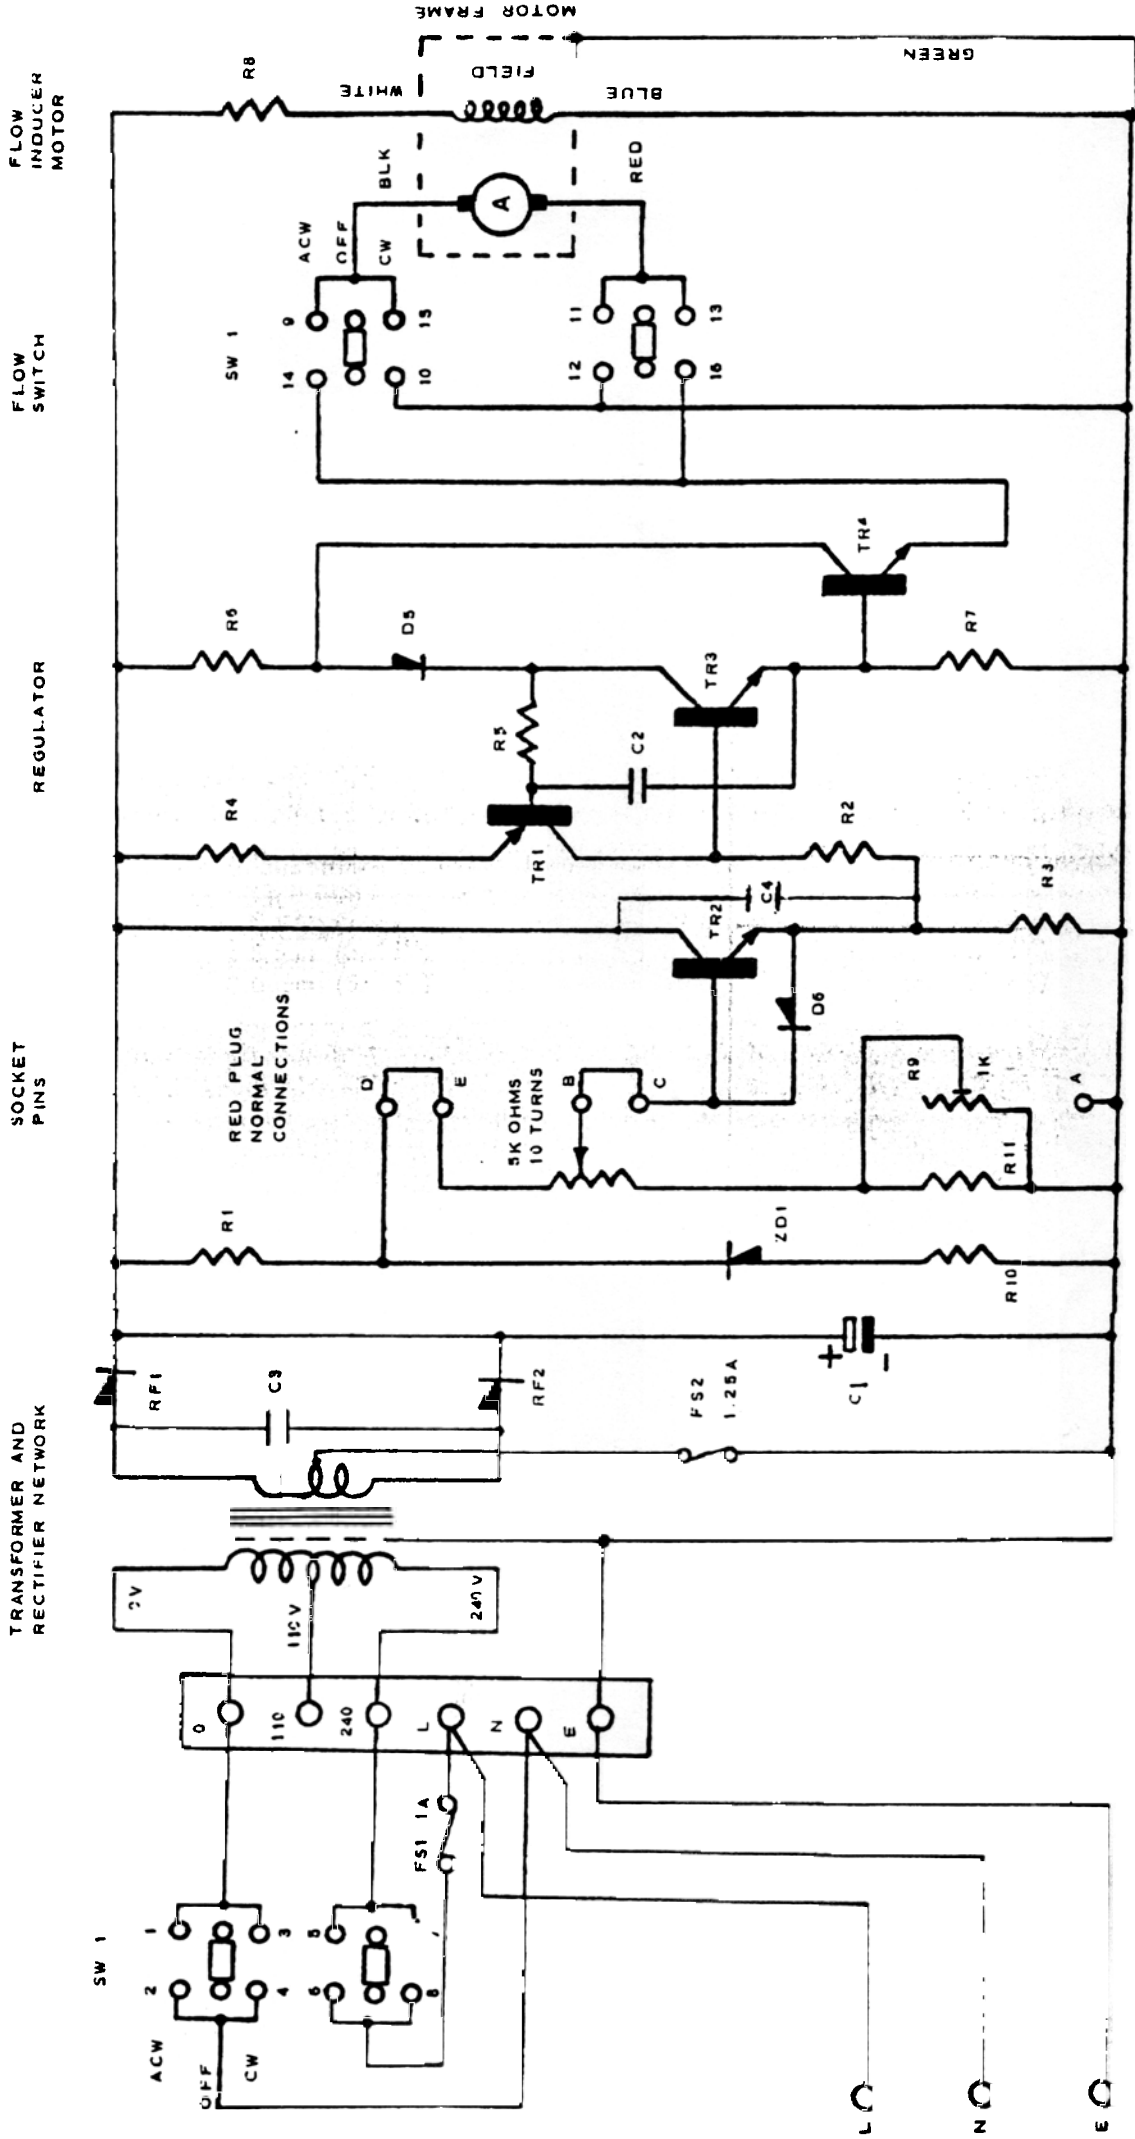 TRANSFORMER AND
RECTIFIER NETWORK
SOCKET
PINS
REGULATOR
FLOW
SWITCH
FLOW
INDUCER
MOTOR
SW 1
ACW
OFF
CW
2
1
4
3
6
5
8
FS1 1A
0
110
240
L
N
E
L
N
E
110V
240V
RF1
C3
RF2
FS2
1.25A
+
C1
-
R1
ZD1
R10
RED PLUG
NORMAL
CONNECTIONS
D
E
5K OHMS
10 TURNS
B
C
R9
1K
R11
A
D6
TR2
C4
R3
R4
TR1
R2
R5
C2
TR3
R6
D5
TR4
R7
SW 1
14
9
10
15
12
11
16
13
ACW
OFF
CW
BLK
RED
A
R8
WHITE
FIELD
BLUE
MOTOR FRAME
GREEN